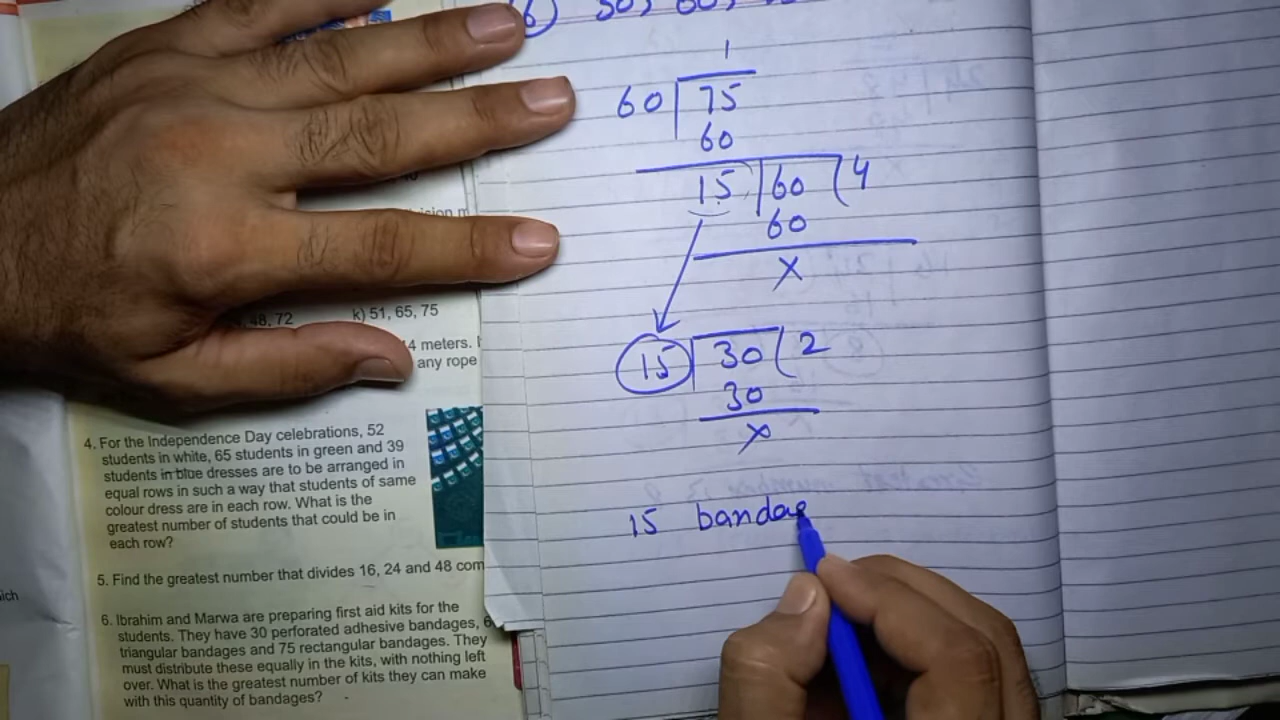 60 75 1
60
15 60 4
60
x
15 30 2
30
x
15 bandag
48, 72 k) 51, 65, 75
4 meters.
any rope
4. For the Independence Day celebrations, 52
students in white, 65 students in green and 39
students in blue dresses are to be arranged in
equal rows in such a way that students of same
colour dress are in each row. What is the
greatest number of students that could be in
each row?
5. Find the greatest number that divides 16, 24 and 48 com
6. Ibrahim and Marwa are preparing first aid kits for the
students. They have 30 perforated adhesive bandages, 6
triangular bandages and 75 rectangular bandages. They
must distribute these equally in the kits, with nothing left
over. What is the greatest number of kits they can make
with this quantity of bandages?